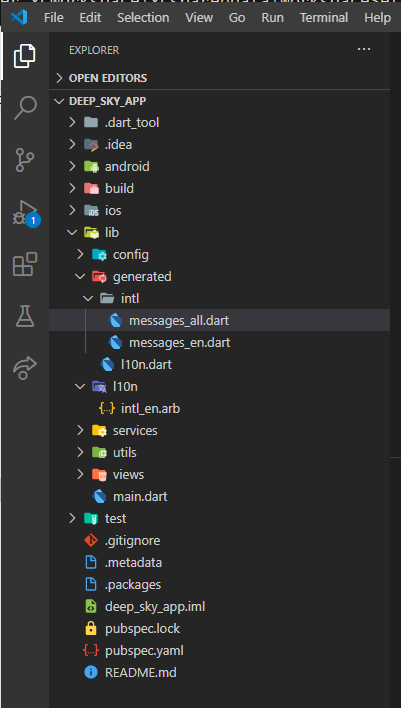 File Edit Selection View Go Run Terminal Help
EXPLORER ...
OPEN EDITORS
DEEP_SKY_APP
.dart_tool
.idea
android
build
ios
lib
config
generated
intl
messages_all.dart
messages_en.dart
l10n.dart
l10n
{..} intl_en.arb
services
utils
views
main.dart
test
.gitignore
.metadata
.packages
deep_sky_app.iml
pubspec.lock
{..} pubspec.yaml
README.md
1